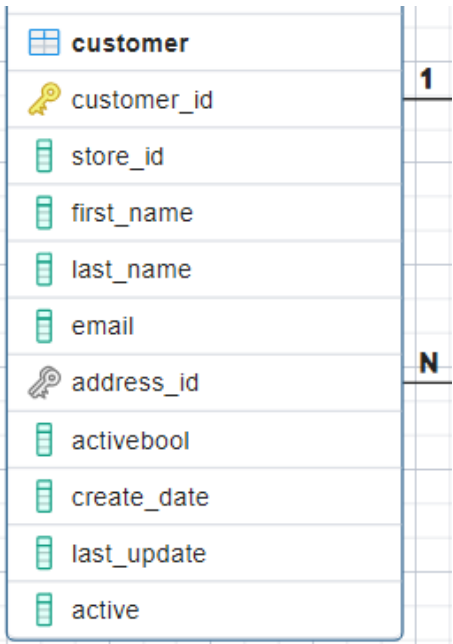 customer
customer_id
1
store_id
first_name
last_name
email
N
address_id
activebool
create_date
last_update
active